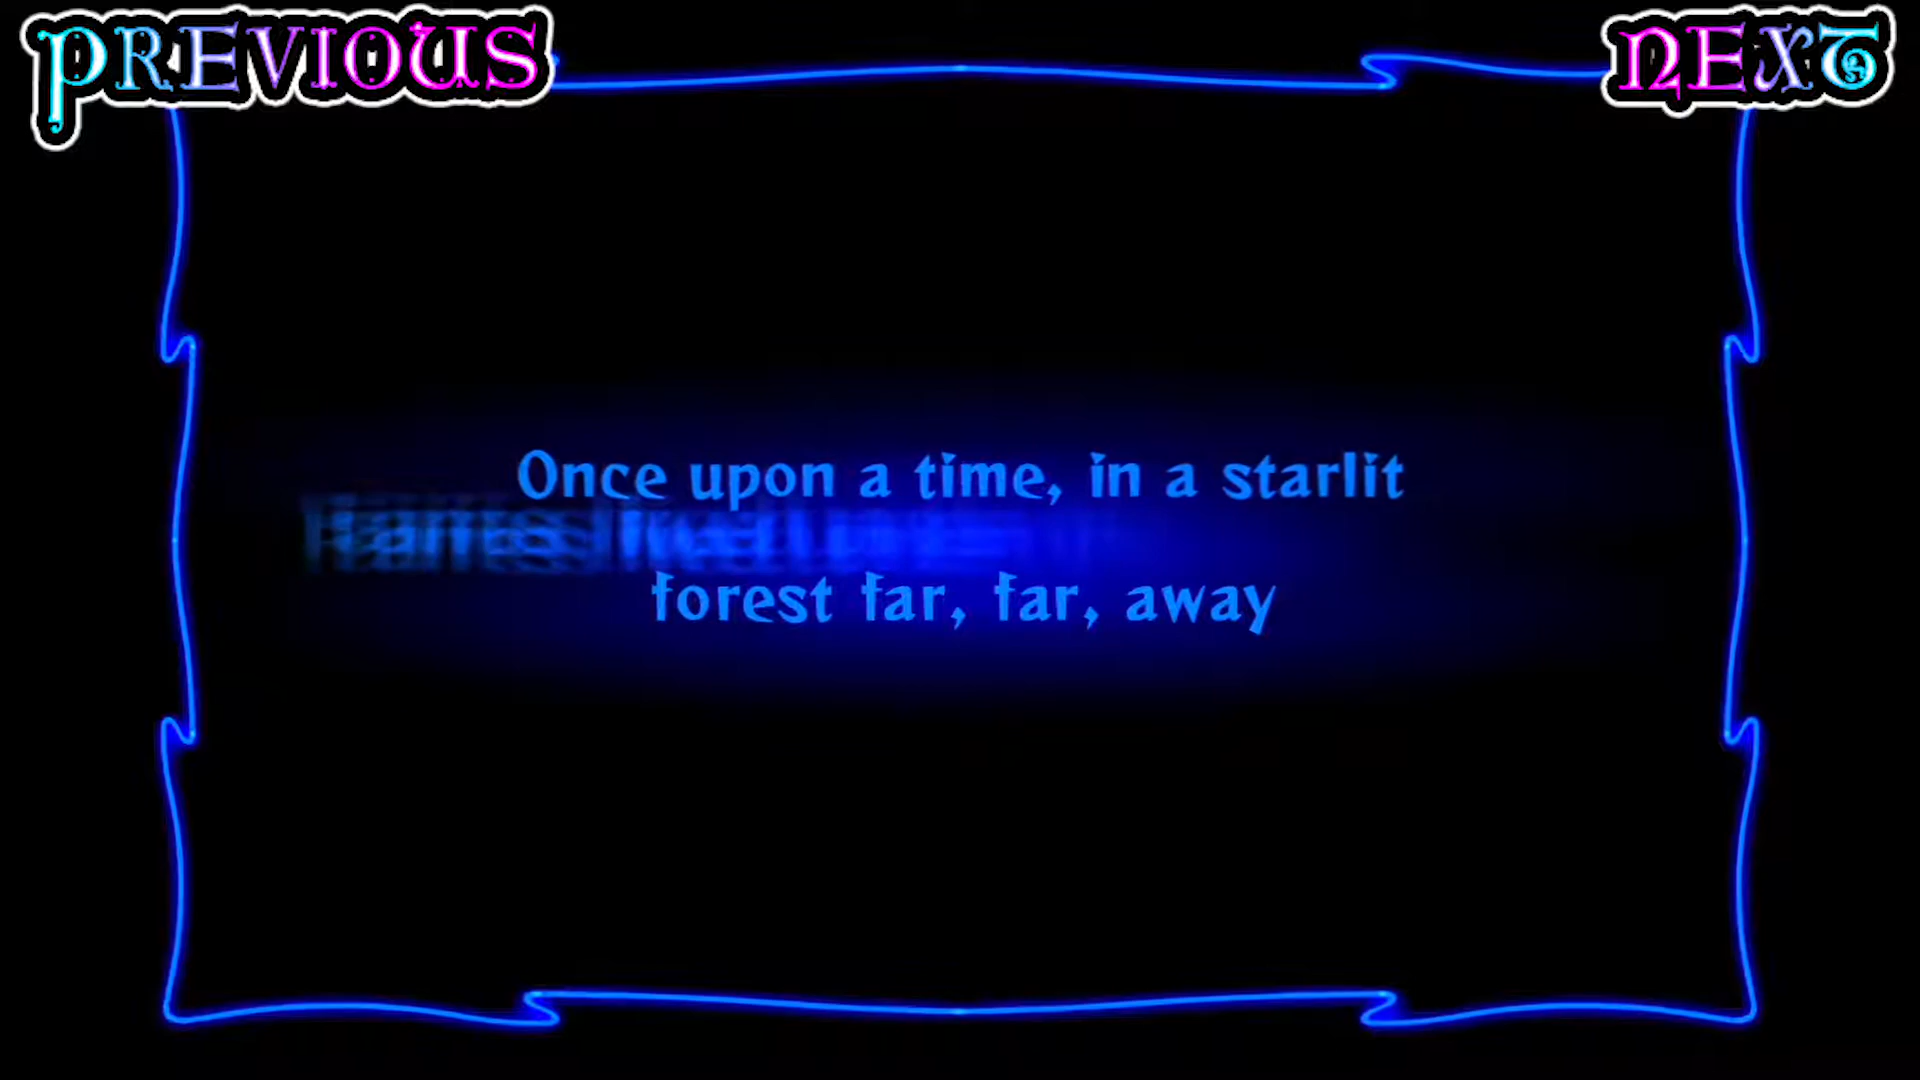 PREVIOUS
NEXT
Once upon a time, in a starlit
forest far, far, away